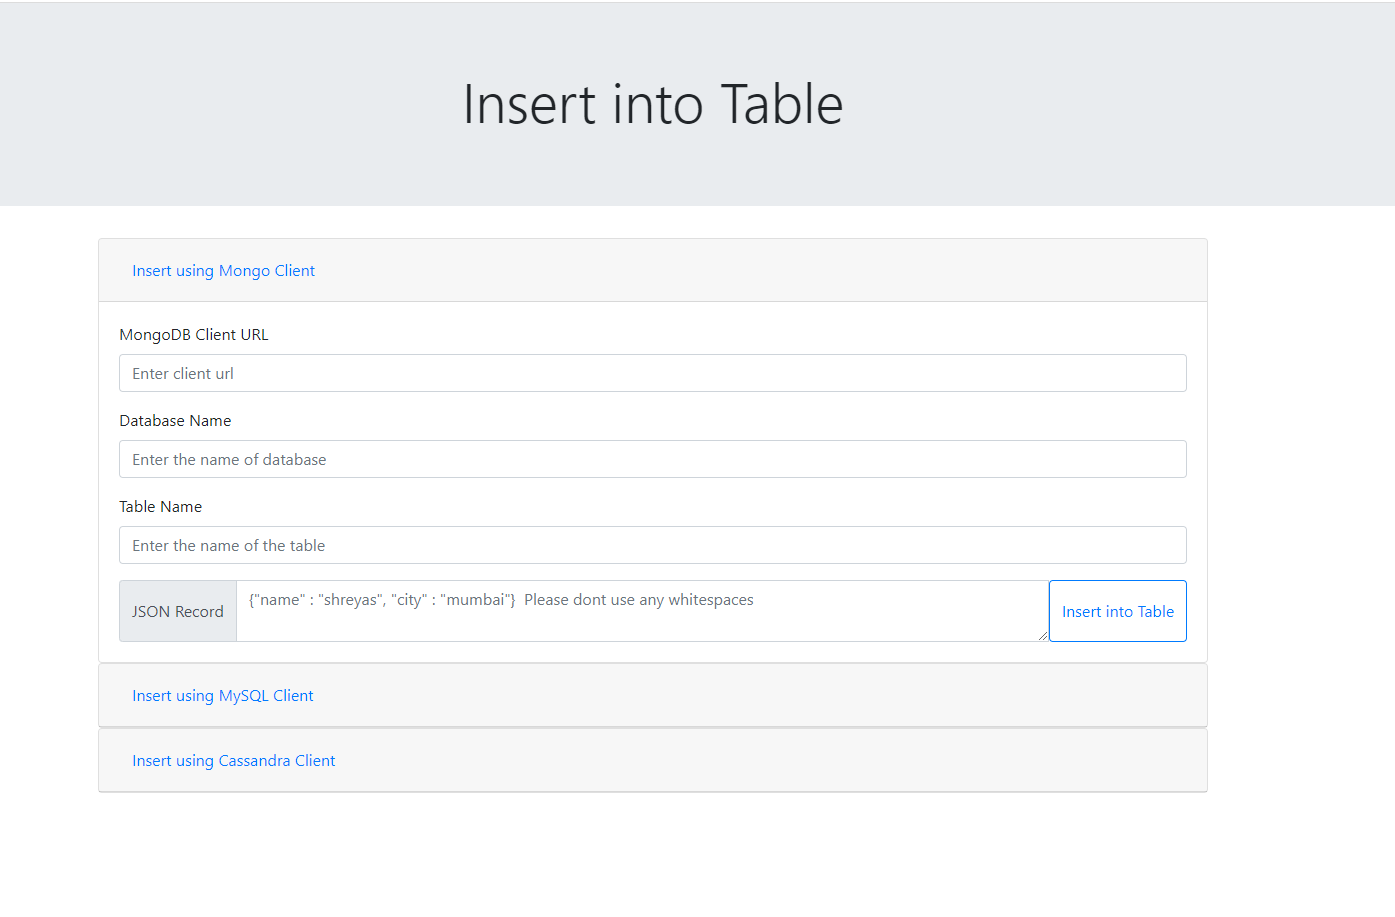 Insert into Table
Insert using Mongo Client
MongoDB Client URL
Enter client url
Database Name
Enter the name of database
Table Name
Enter the name of the table
JSON Record
{"name" : "shreyas", "city" : "mumbai"}  Please dont use any whitespaces
Insert into Table
Insert using MySQL Client
Insert using Cassandra Client